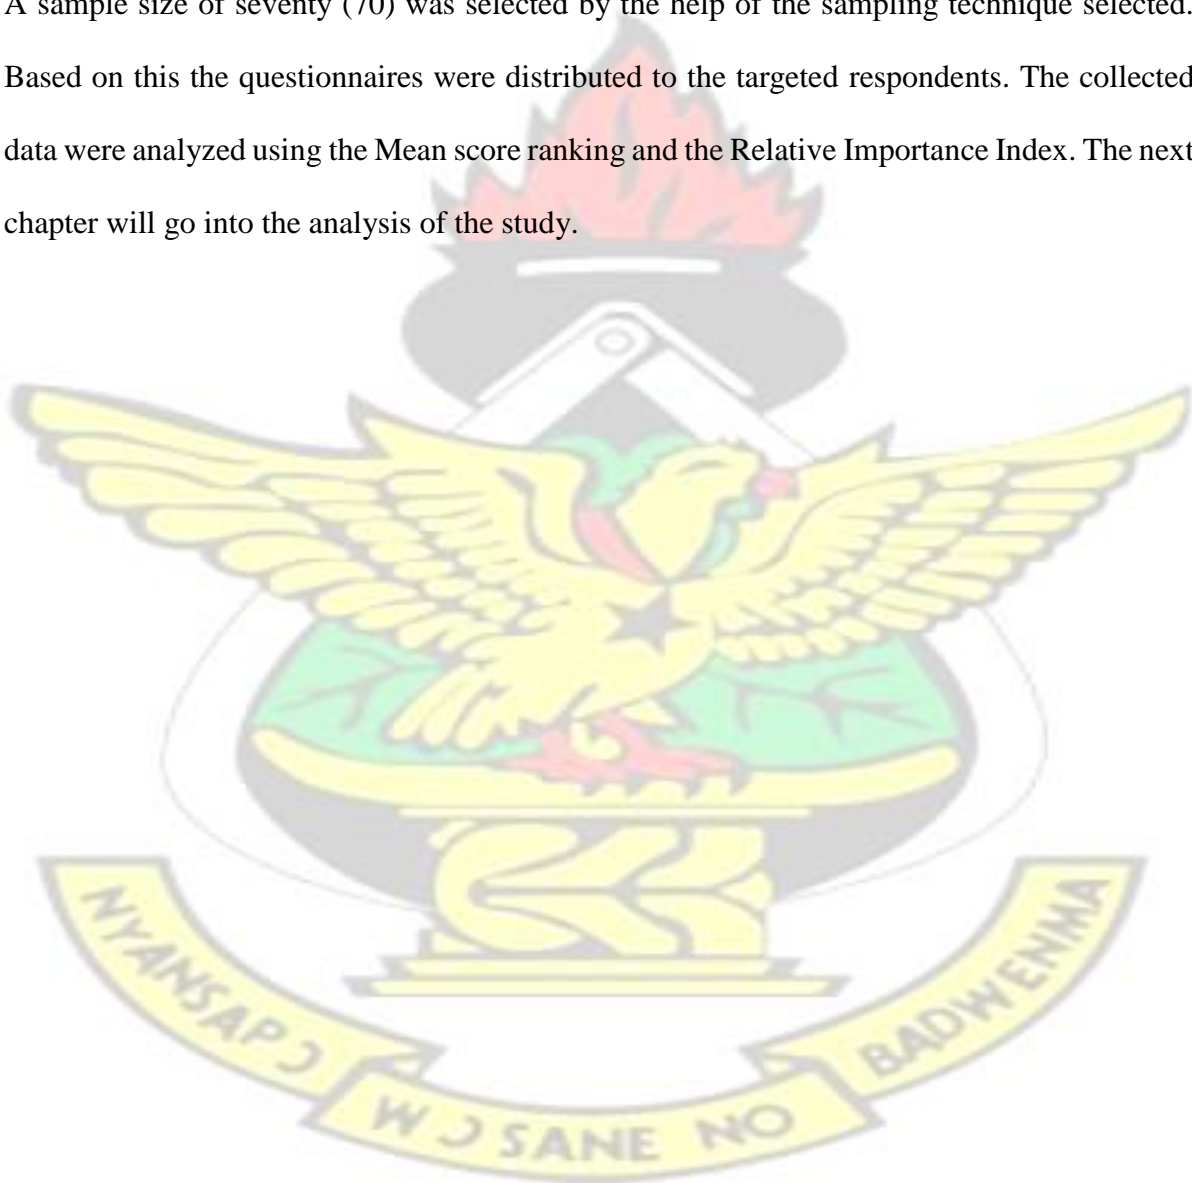 A sample size of seventy (70) was selected by the help of the sampling technique selected.
Based on this the questionnaires were distributed to the targeted respondents. The collected
data were analyzed using the Mean score ranking and the Relative Importance Index. The next
chapter will go into the analysis of the study.
NYANSAPƆ
WƆSANE NO
BADWENMA